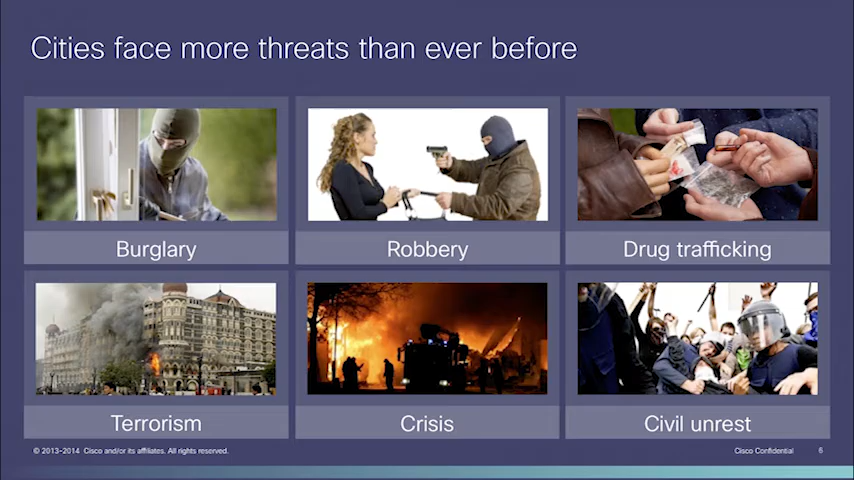 Cities face more threats than ever before
Burglary
Robbery
Drug trafficking
Terrorism
Crisis
Civil unrest
© 2013-2014 Cisco and/or its affiliates. All rights reserved.
Cisco Confidential
6